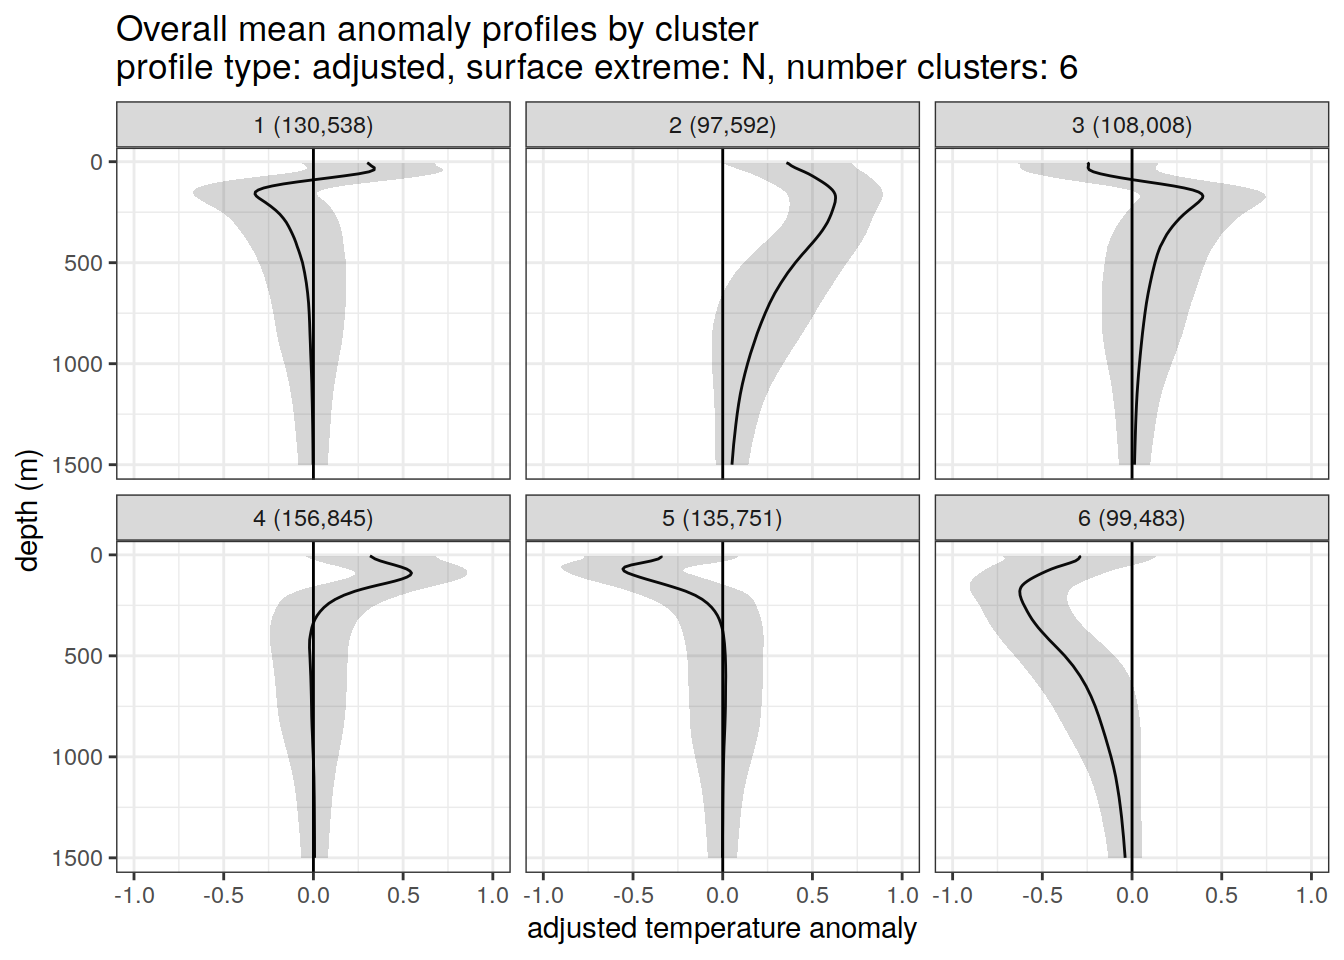 Overall mean anomaly profiles by cluster
profile type: adjusted, surface extreme: N, number clusters: 6
1 (130,538)
2 (97,592)
3 (108,008)
0
500
1000
1500
4 (156,845)
5 (135,751)
6 (99,483)
0
500
1000
1500
depth (m)
-1.0 -0.5 0.0 0.5 1.0
-1.0 -0.5 0.0 0.5 1.0
-1.0 -0.5 0.0 0.5 1.0
adjusted temperature anomaly